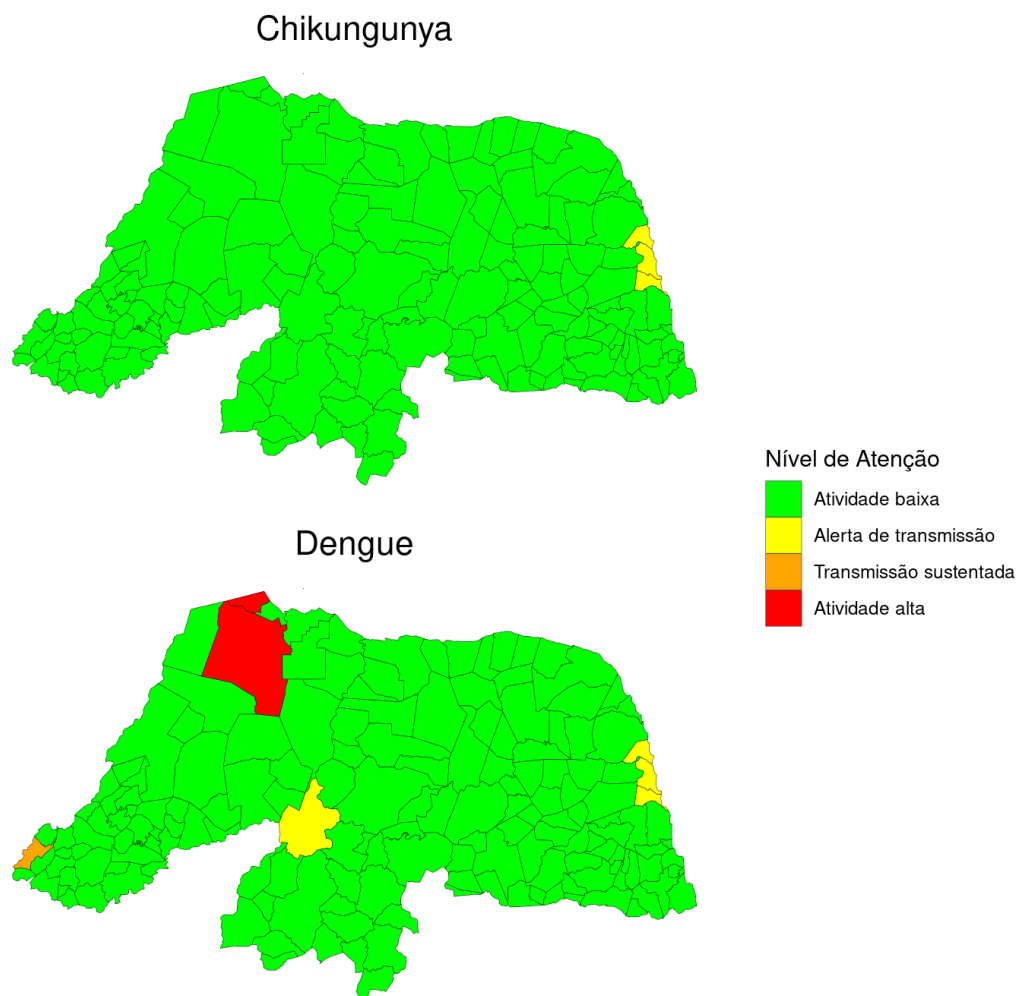 Chikungunya
Nível de Atenção
Atividade baixa
Alerta de transmissão
Transmissão sustentada
Atividade alta
Dengue